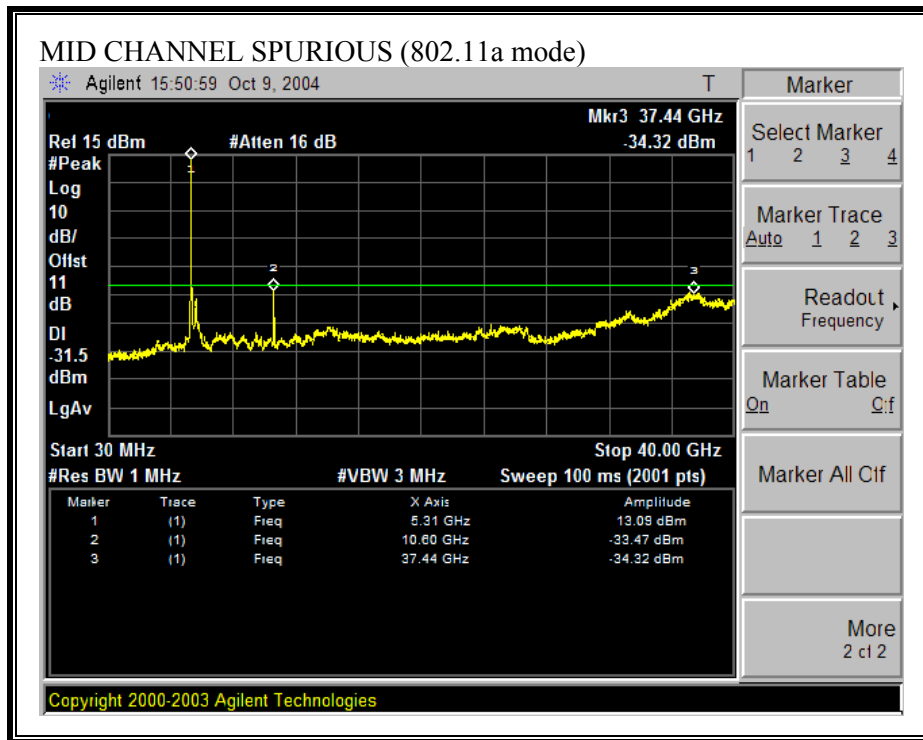 MID CHANNEL SPURIOUS (802.11a mode)
Agilent 15:50:59 Oct 9, 2004 T
Mkr3 37.44 GHz
Ref 15 dBm #Atten 16 dB -34.32 dBm
#Peak
Log
10
dB/
Offst
11
dB
DI
-31.5
dBm
LgAv
1
2
3
Start 30 MHz Stop 40.00 GHz
#Res BW 1 MHz #VBW 3 MHz Sweep 100 ms (2001 pts)
Marker Trace Type X Axis Amplitude
1 (1) Freq 5.31 GHz 13.09 dBm
2 (1) Freq 10.60 GHz -33.47 dBm
3 (1) Freq 37.44 GHz -34.32 dBm
Marker
Select Marker
1 2 3 4
Marker Trace
Auto 1 2 3
Readout
Frequency
Marker Table
On Off
Marker All Off
More
2 of 2
Copyright 2000-2003 Agilent Technologies